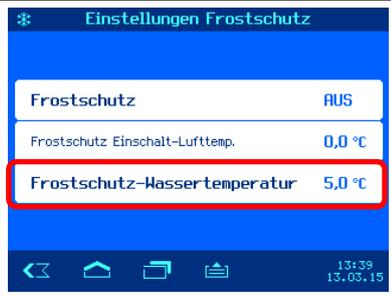 Einstellungen Frostschutz
Frostschutz AUS
Frostschutz Einschalt-Lufttemp. 0,0 °C
Frostschutz-Wassertemperatur 5,0 °C
13:39
13.03.15